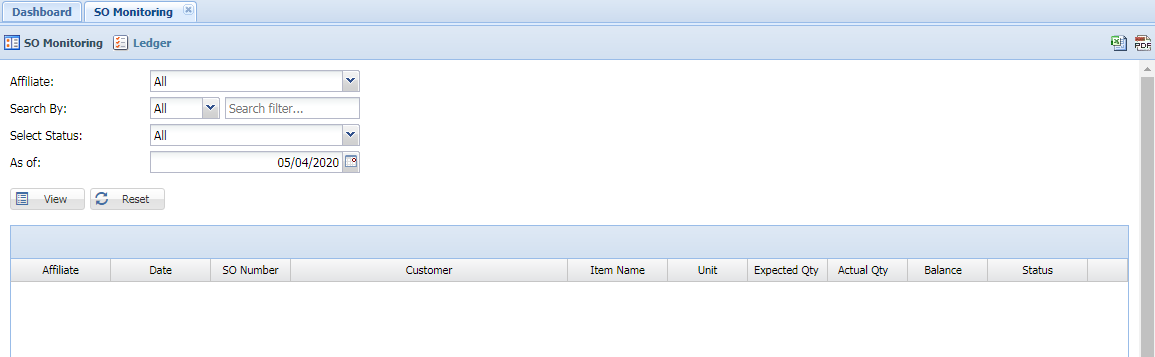 Dashboard SO Monitoring
SO Monitoring Ledger PDF
Affiliate: All
Search By: All Search filter...
Select Status: All
As of: 05/04/2020
View Reset
Affiliate Date SO Number Customer Item Name Unit Expected Qty Actual Qty Balance Status